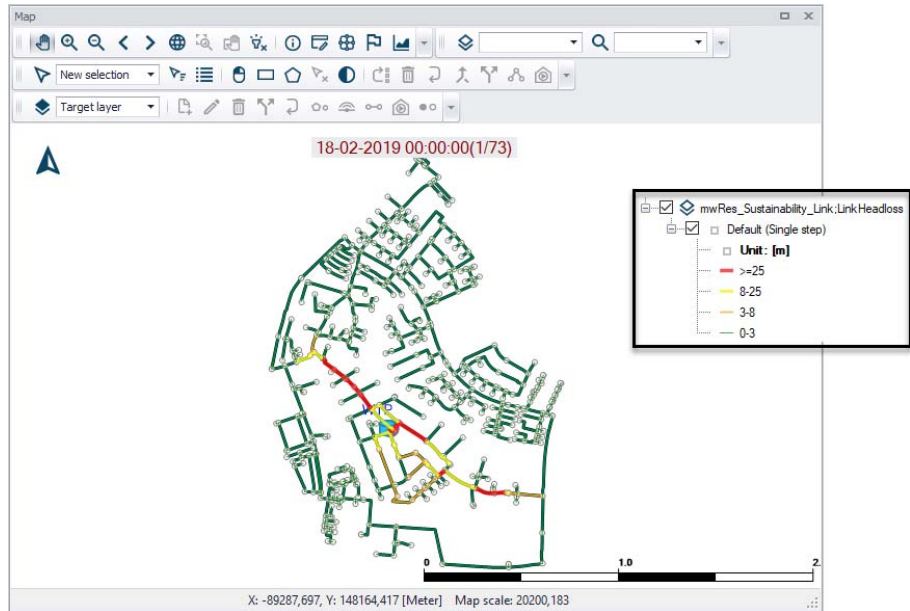 Map
New selection
Target layer
18-02-2019 00:00:00(1/73)
mwRes_Sustainability_Link;LinkHeadloss
Default (Single step)
Unit: [m]
>=25
8-25
3-8
0-3
0 1.0 2.
X: -89287,697, Y: 148164,417 [Meter] Map scale: 20200,183